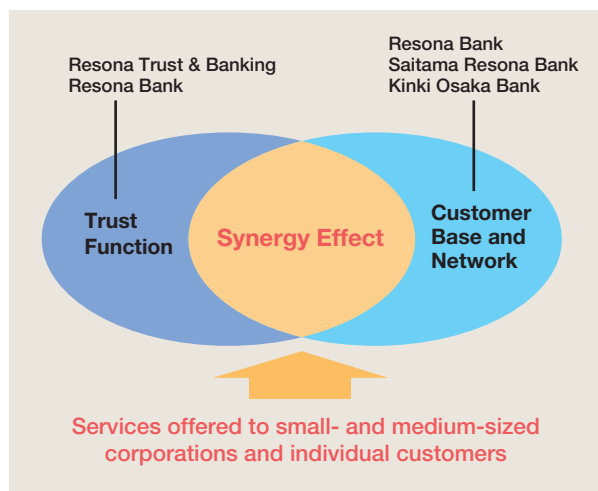 Resona Trust & Banking
Resona Bank
Resona Bank
Saitama Resona Bank
Kinki Osaka Bank
Trust
Function
Synergy Effect
Customer
Base and
Network
Services offered to small- and medium-sized
corporations and individual customers